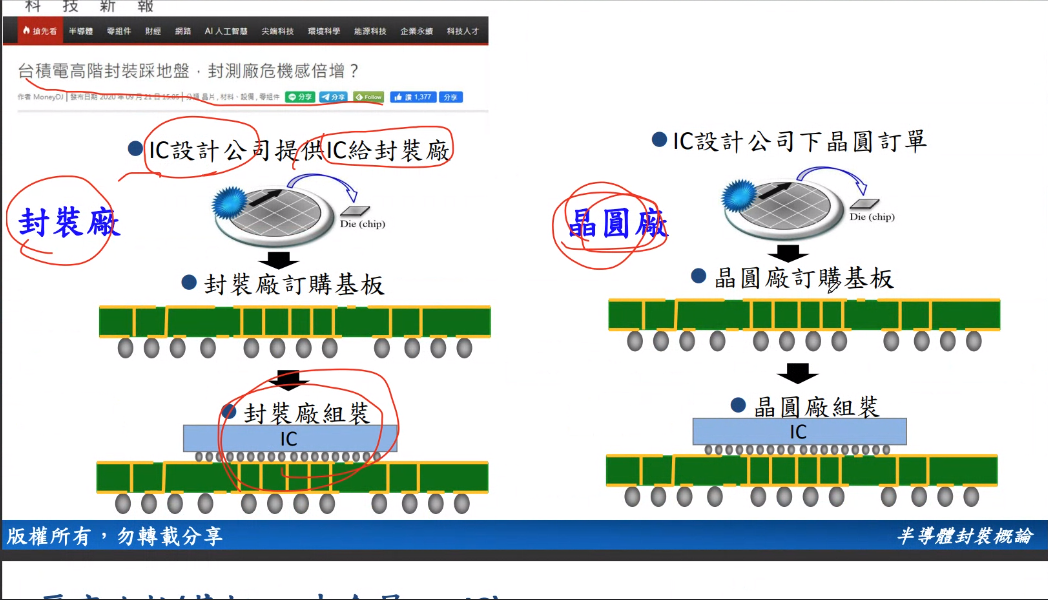 科 技 新 報
搶先看 半導體 零組件 財經 網路 AI 人工智慧 尖端科技 環境科學 能源科技 企業永續 科技人才
台積電高階封裝踩地盤，封測廠危機感倍增？
作者 MoneyDJ | 發布日期 2020 年 09 月 21 日 | 分類 晶片 , 材料、設備 , 零組件 分享 分享 Follow 讚 1,377 分享
IC設計公司提供IC給封裝廠
封裝廠
Die (chip)
封裝廠訂購基板
封裝廠組裝
IC
IC設計公司下晶圓訂單
晶圓廠
Die (chip)
晶圓廠訂購基板
晶圓廠組裝
IC
版權所有，勿轉載分享
半導體封裝概論